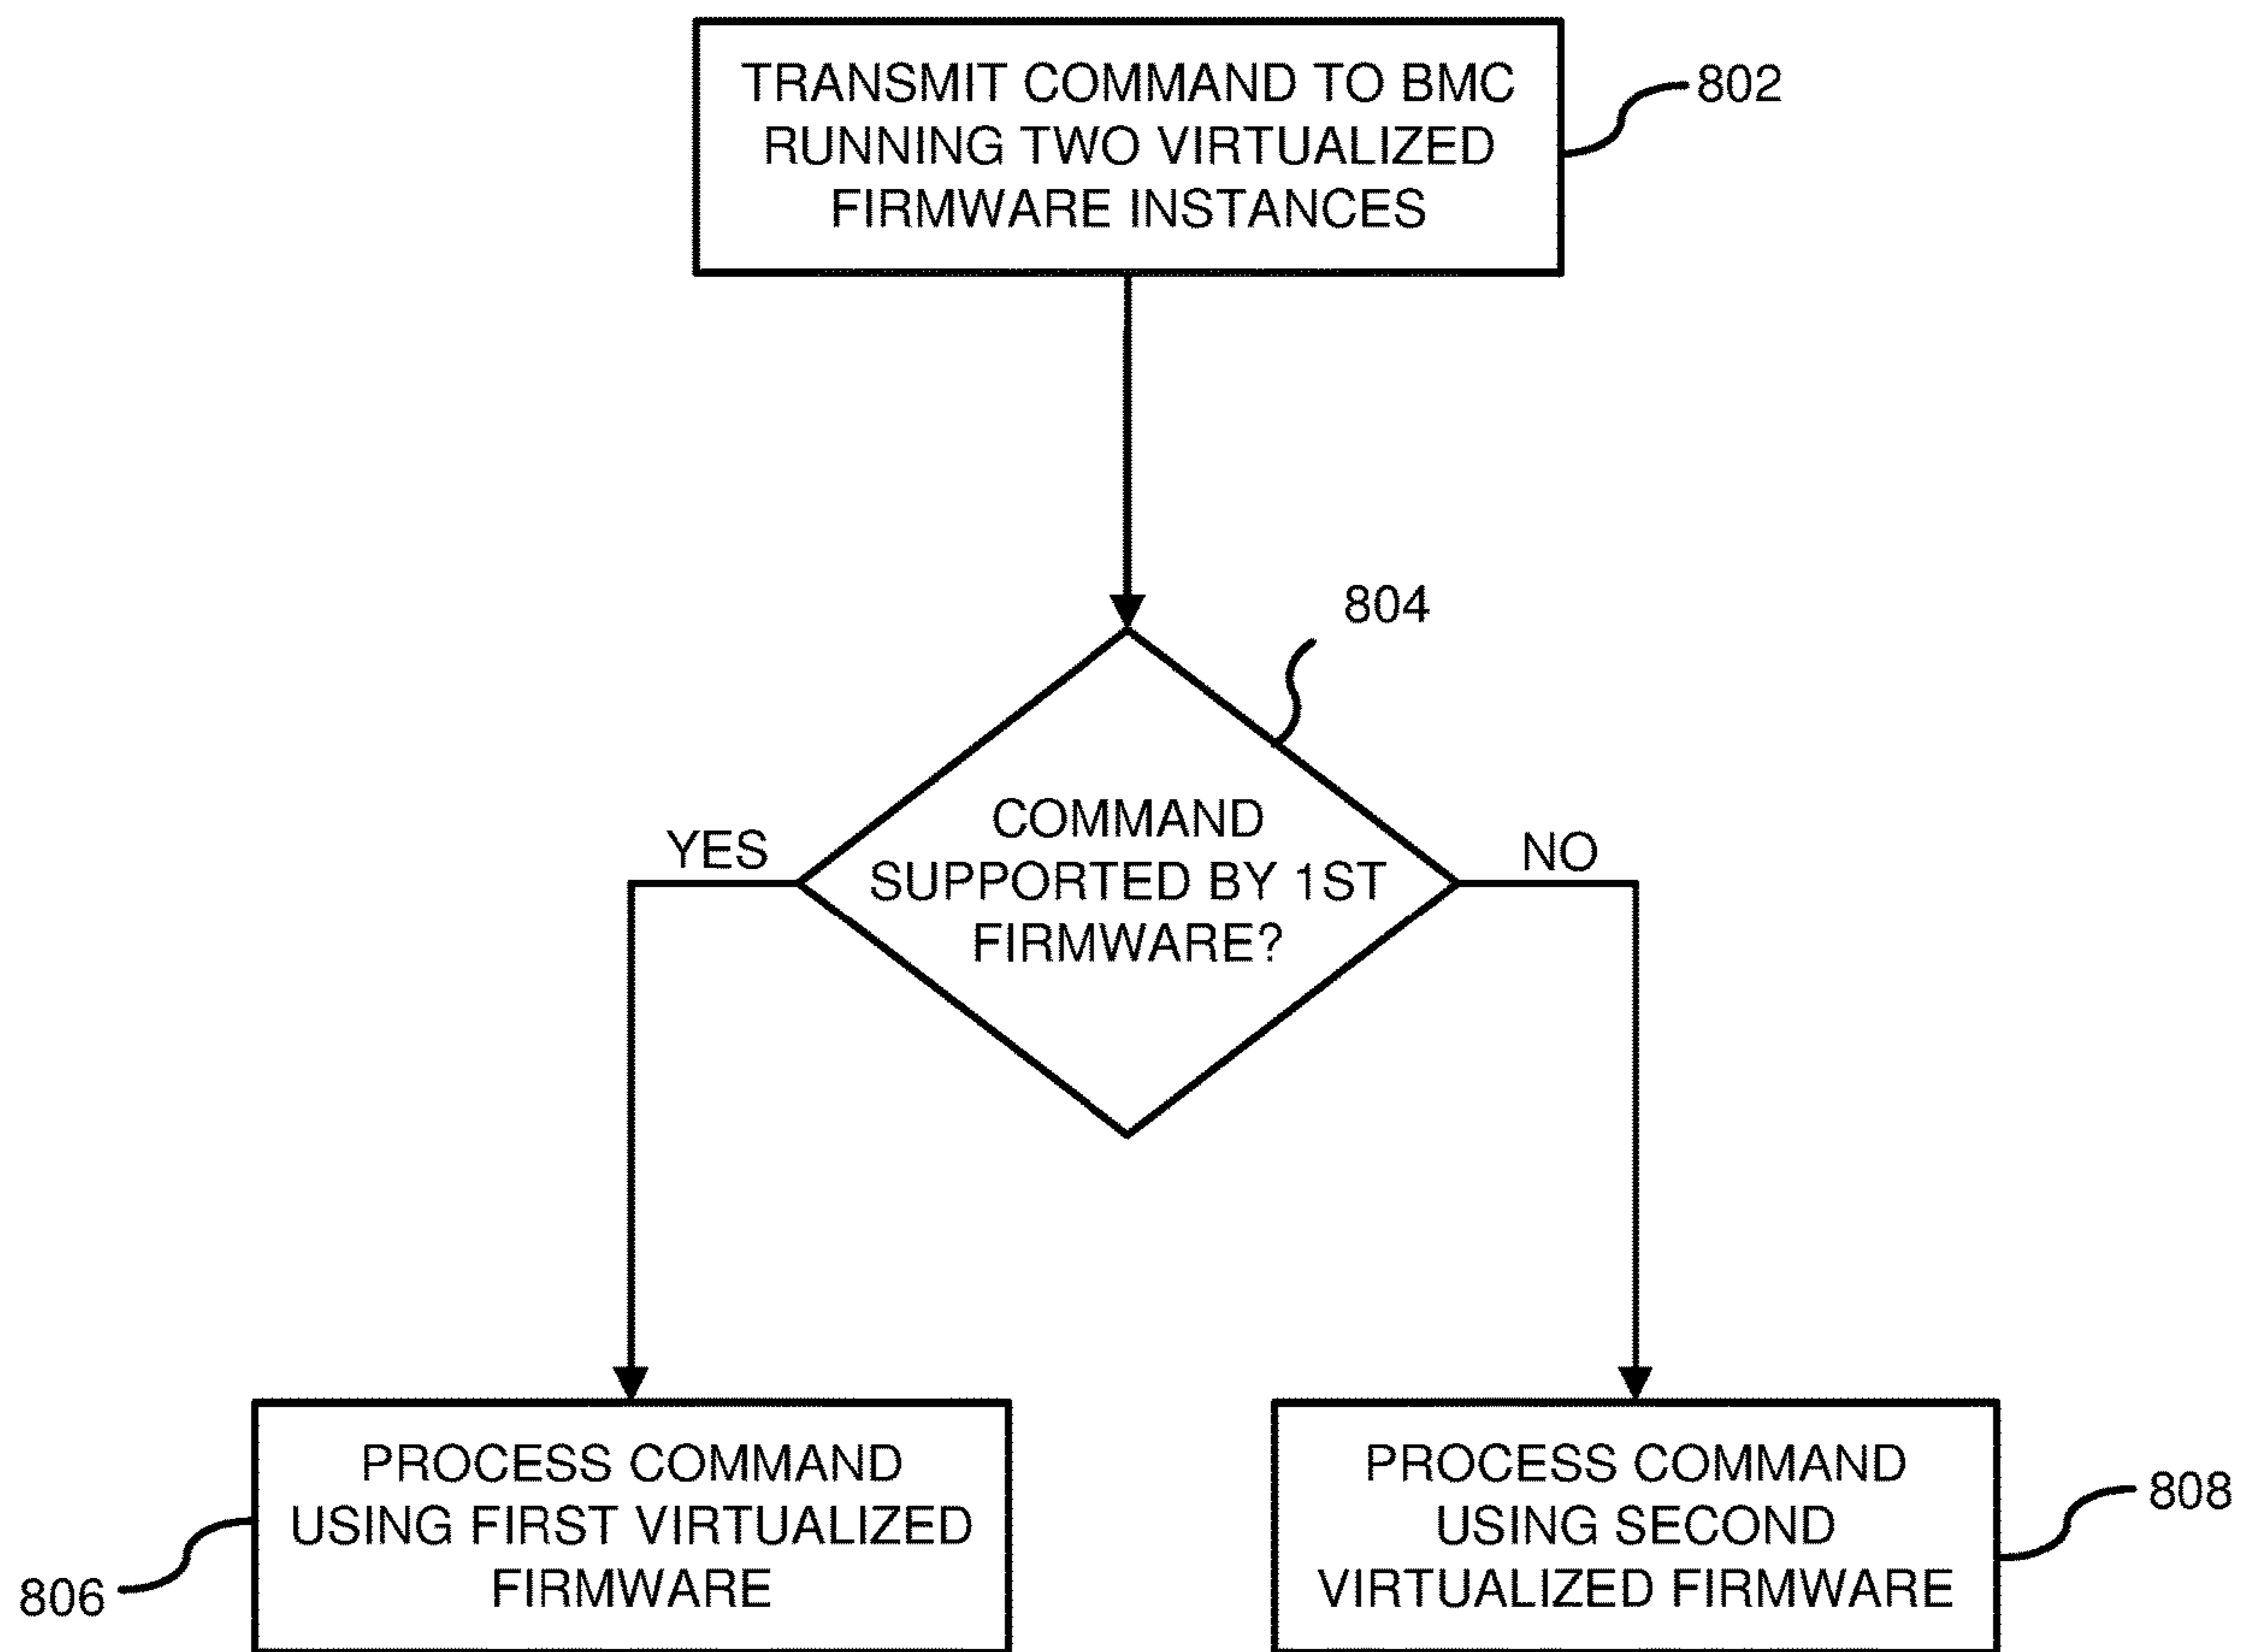 TRANSMIT COMMAND TO BMC
RUNNING TWO VIRTUALIZED
FIRMWARE INSTANCES
802
804
COMMAND
SUPPORTED BY 1ST
FIRMWARE?
YES
NO
PROCESS COMMAND
USING FIRST VIRTUALIZED
FIRMWARE
806
PROCESS COMMAND
USING SECOND
VIRTUALIZED FIRMWARE
808